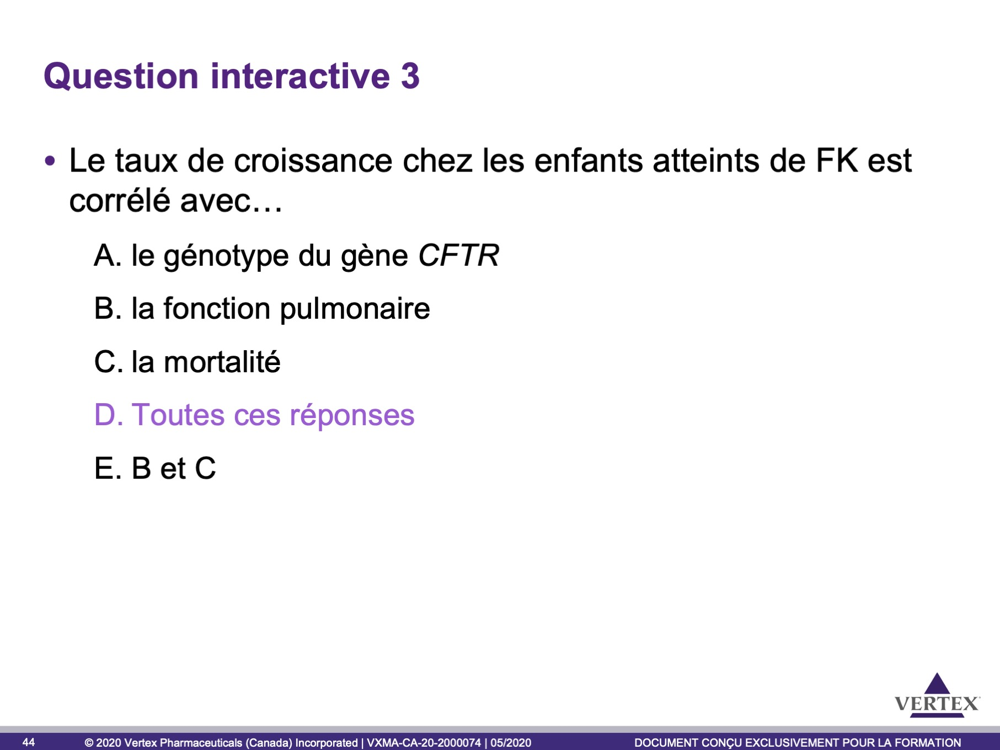 Question interactive 3
• Le taux de croissance chez les enfants atteints de FK est
corrélé avec…
A. le génotype du gène CFTR
B. la fonction pulmonaire
C. la mortalité
D. Toutes ces réponses
E. B et C
VERTEX
44 © 2020 Vertex Pharmaceuticals (Canada) Incorporated | VXMA-CA-20-2000074 | 05/2020 DOCUMENT CONÇU EXCLUSIVEMENT POUR LA FORMATION